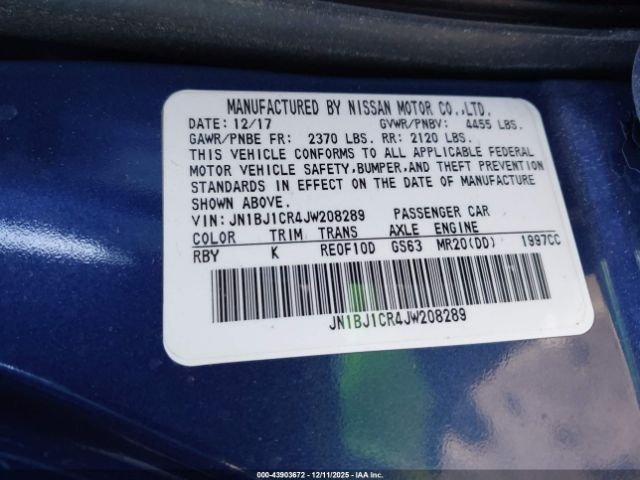 MANUFACTURED BY NISSAN MOTOR CO.,LTD.
DATE: 12/17 GVWR/PNBV: 4455 LBS.
GAWR/PNBE FR: 2370 LBS. RR: 2120 LBS.
THIS VEHICLE CONFORMS TO ALL APPLICABLE FEDERAL
MOTOR VEHICLE SAFETY,BUMPER,AND THEFT PREVENTION
STANDARDS IN EFFECT ON THE DATE OF MANUFACTURE
SHOWN ABOVE.
VIN: JN1BJ1CR4JW208289 PASSENGER CAR
COLOR TRIM TRANS AXLE ENGINE
RBY K RE0F10D GS63 MR20(DD) 1997CC
JN1BJ1CR4JW208289
000-43903672 - 12/11/2025 - IAAI.com